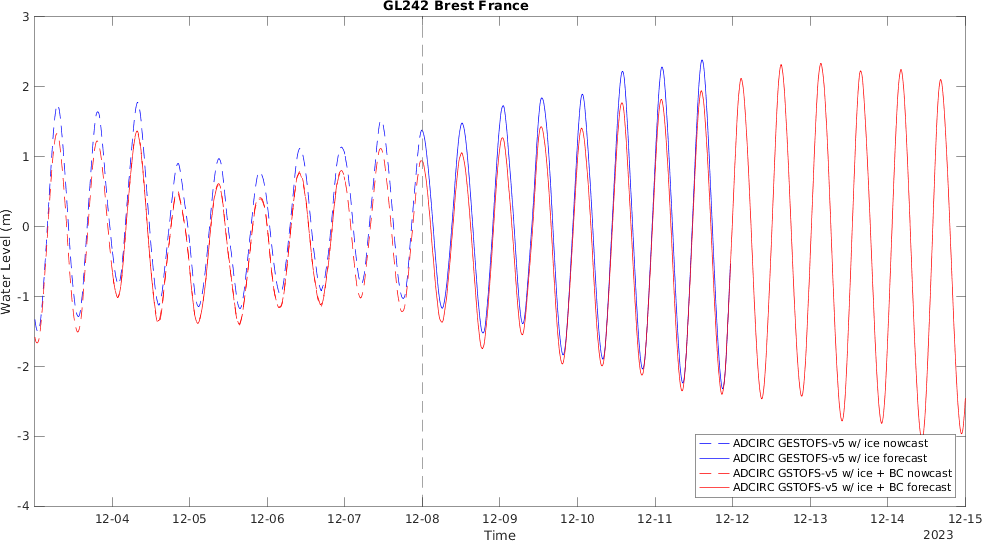 GL242 Brest France
3
2
1
0
-1
-2
-3
-4
Water Level (m)
ADCIRC GESTOFS-v5 w/ ice nowcast
ADCIRC GESTOFS-v5 w/ ice forecast
ADCIRC GSTOFS-v5 w/ ice + BC nowcast
ADCIRC GSTOFS-v5 w/ ice + BC forecast
12-04 12-05 12-06 12-07 12-08 12-09 12-10 12-11 12-12 12-13 12-14 12-15
Time
2023